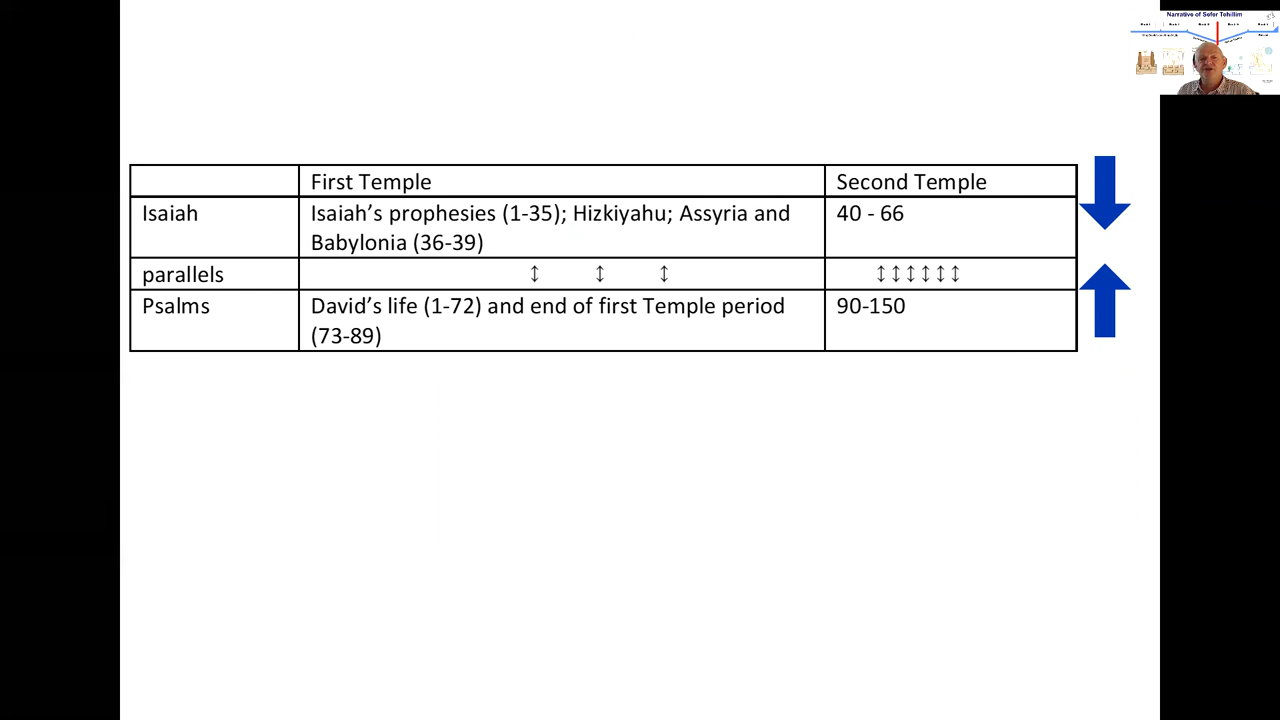 Narrative of Sefer Tehillim
First Temple Second Temple
Isaiah Isaiah’s prophesies (1-35); Hizkiyahu; Assyria and 40 - 66
Babylonia (36-39)
parallels ↕ ↕ ↕ ↕↕↕↕↕↕
Psalms David’s life (1-72) and end of first Temple period 90-150
(73-89)